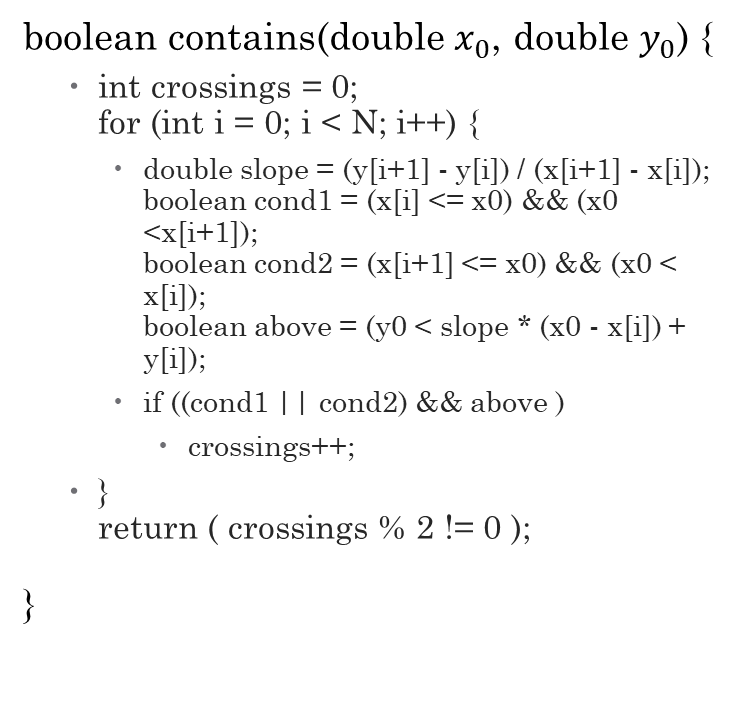 boolean contains(double x₀, double y₀) {
• int crossings = 0;
for (int i = 0; i < N; i++) {
• double slope = (y[i+1] - y[i]) / (x[i+1] - x[i]);
boolean cond1 = (x[i] <= x0) && (x0
<x[i+1]);
boolean cond2 = (x[i+1] <= x0) && (x0 <
x[i]);
boolean above = (y0 < slope * (x0 - x[i]) +
y[i]);
• if ((cond1 || cond2) && above )
• crossings++;
• }
return ( crossings % 2 != 0 );
}